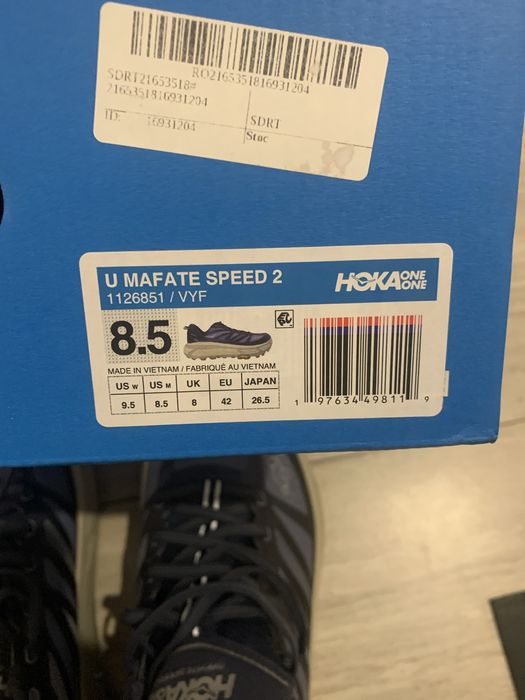 RO2165351816931204
SDRT21653518#
2165351816931204
ID: 16931204
SDRT
Stoc
U MAFATE SPEED 2
1126851 / VYF
HOKA ONE ONE
8.5
MADE IN VIETNAM / FABRIQUÉ AU VIETNAM
US W US M UK EU JAPAN
9.5 8.5 8 42 26.5
1 97634 49811 9
HOKA